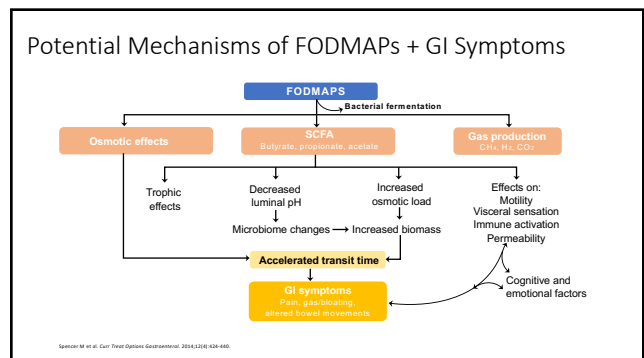 Potential Mechanisms of FODMAPs + GI Symptoms
FODMAPS
Bacterial fermentation
Osmotic effects
SCFA
Butyrate, propionate, acetate
Gas production
CH₄, H₂, CO₂
Trophic
effects
Decreased
luminal pH
Increased
osmotic load
Effects on:
Motility
Visceral sensation
Immune activation
Permeability
Microbiome changes
Increased biomass
Accelerated transit time
Cognitive and
emotional factors
GI symptoms
Pain, gas/bloating,
altered bowel movements
Spencer M et al. Curr Treat Options Gastroenterol. 2014;12(4):424-440.